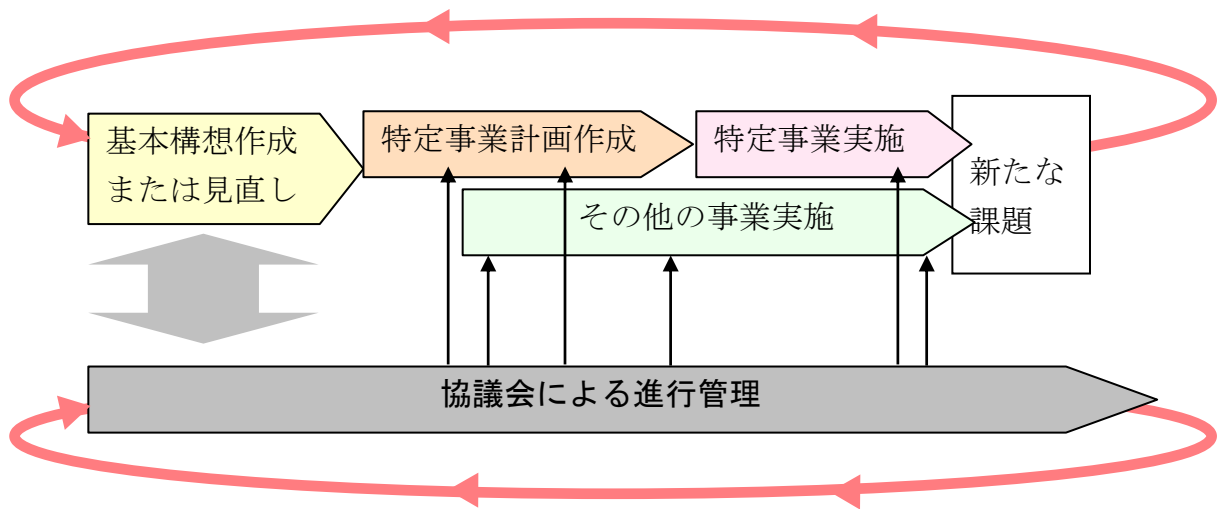 基本構想作成
または見直し
特定事業計画作成
特定事業実施
その他の事業実施
新たな
課題
協議会による進行管理